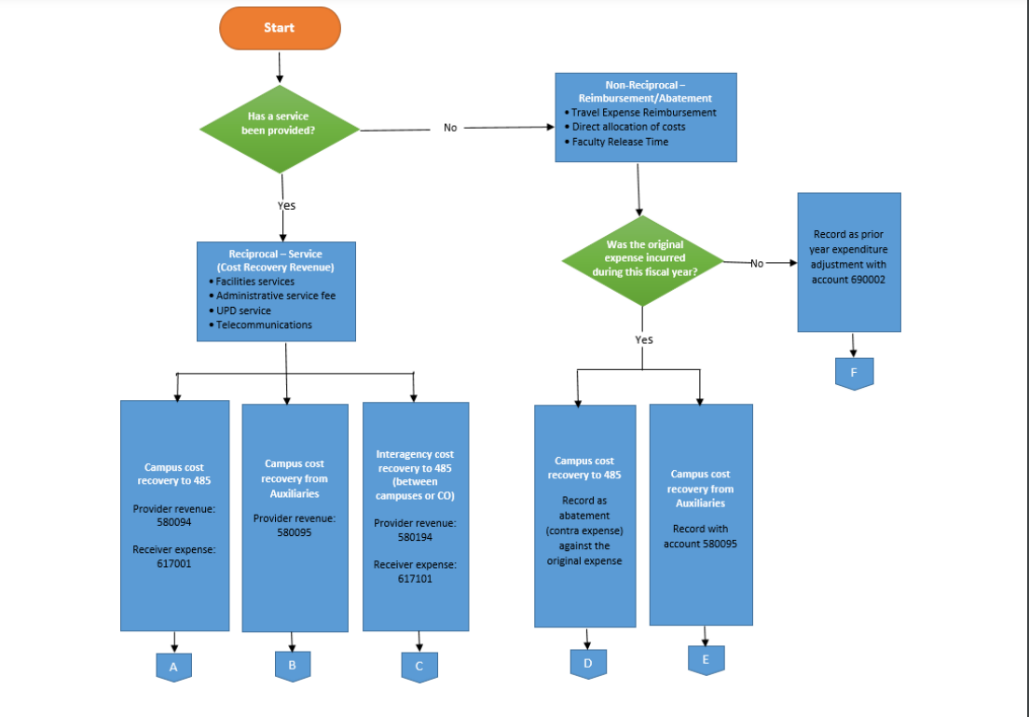 Start
Has a service
been provided?
No
Non-Reciprocal –
Reimbursement/Abatement
• Travel Expense Reimbursement
• Direct allocation of costs
• Faculty Release Time
Yes
Reciprocal – Service
(Cost Recovery Revenue)
• Facilities services
• Administrative service fee
• UPD service
• Telecommunications
Was the original
expense incurred
during this fiscal year?
No
Record as prior
year expenditure
adjustment with
account 690002
F
Yes
Campus cost
recovery to 485
Provider revenue:
580094
Receiver expense:
617001
A
Campus cost
recovery from
Auxiliaries
Provider revenue:
580095
B
Interagency cost
recovery to 485
(between
campuses or CO)
Provider revenue:
580194
Receiver expense:
617101
C
Campus cost
recovery to 485
Record as
abatement
(contra expense)
against the
original expense
D
Campus cost
recovery from
Auxiliaries
Record with
account 580095
E